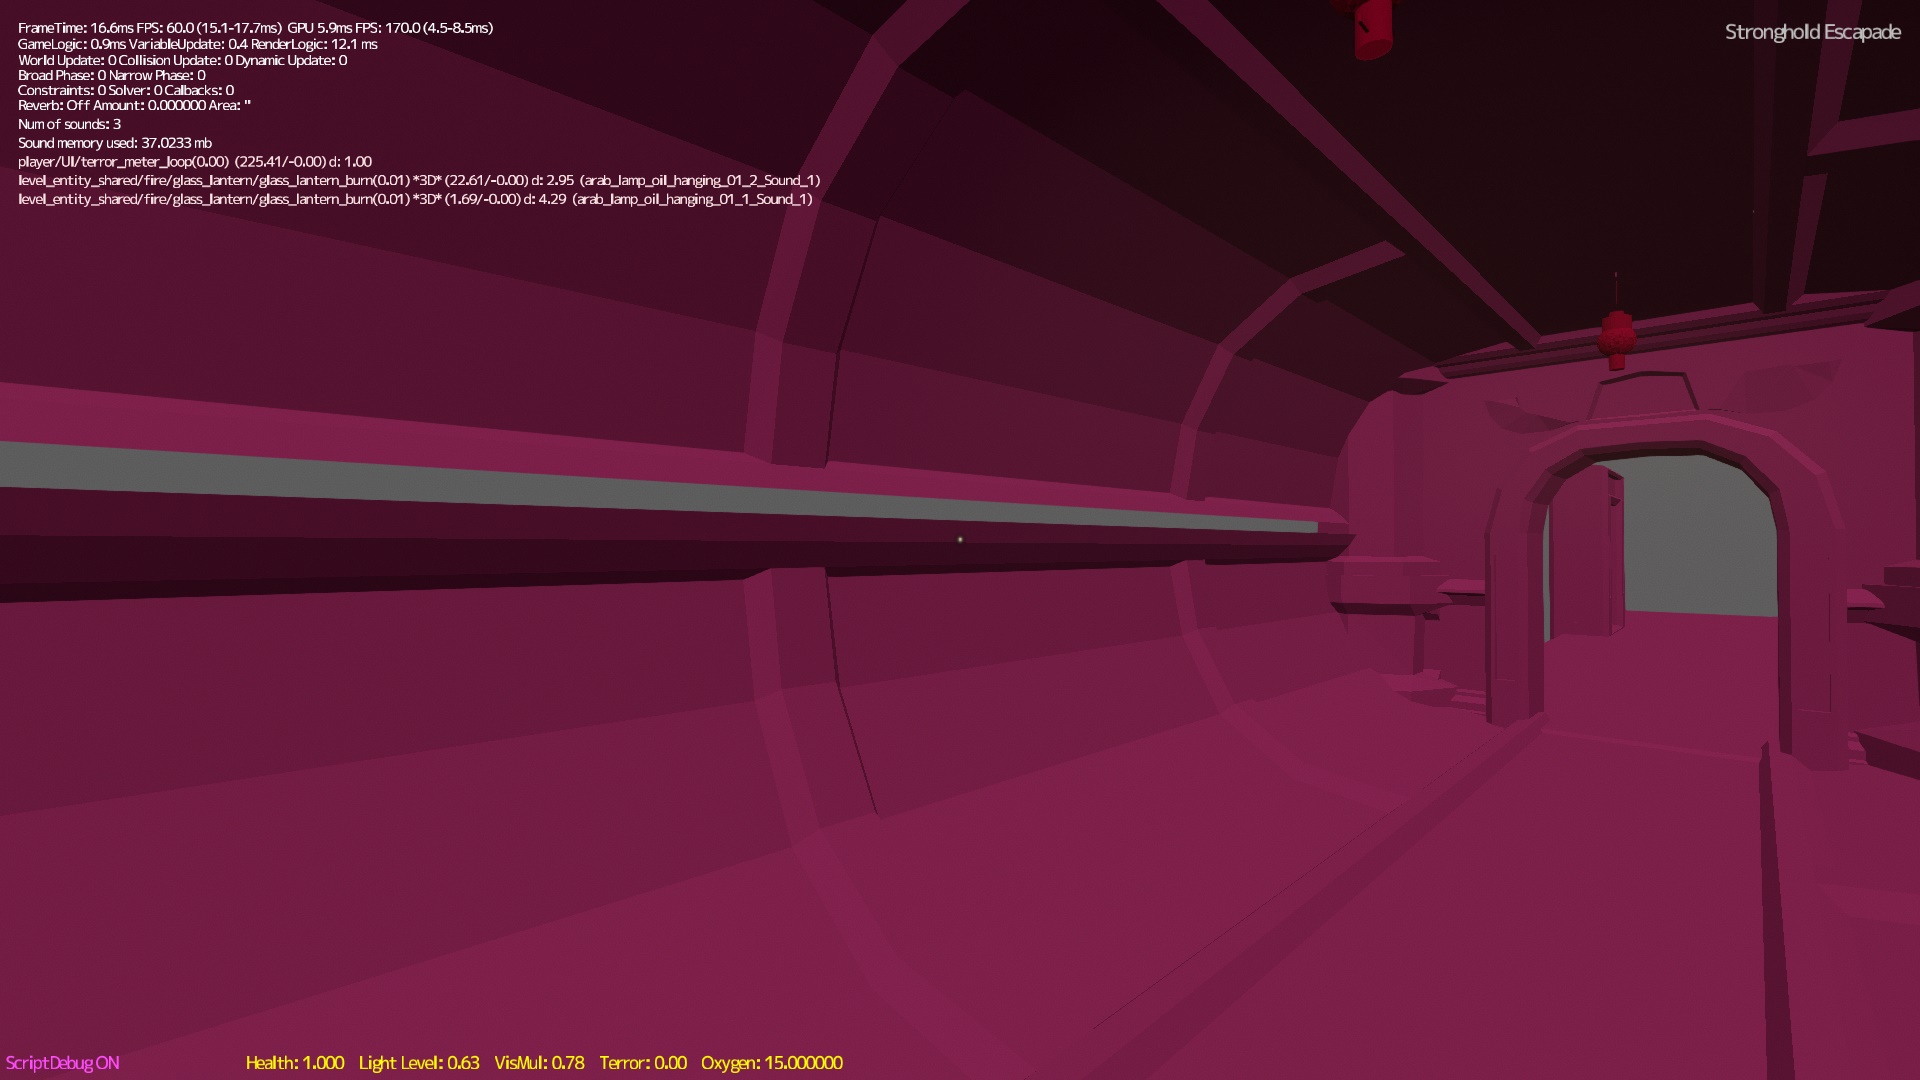 FrameTime: 16.6ms FPS: 60.0 (15.1-17.7ms) GPU 5.9ms FPS: 170.0 (4.5-8.5ms)
GameLogic: 0.9ms VariableUpdate: 0.4 RenderLogic: 12.1 ms
World Update: 0 Collision Update: 0 Dynamic Update: 0
Broad Phase: 0 Narrow Phase: 0
Constraints: 0 Solver: 0 Calbacks: 0
Reverb: Off Amount: 0.000000 Area: ''
Num of sounds: 3
Sound memory used: 37.0233 mb
player/UI/terror_meter_loop(0.00) (225.41/-0.00) d: 1.00
level_entity_shared/fire/glass_lantern/glass_lantern_burn(0.01) *3D* (22.61/-0.00) d: 2.95 (arab_lamp_oil_hanging_01_2_Sound_1)
level_entity_shared/fire/glass_lantern/glass_lantern_burn(0.01) *3D* (1.69/-0.00) d: 4.29 (arab_lamp_oil_hanging_01_1_Sound_1)
Stronghold Escapade
ScriptDebug ON
Health: 1.000 Light Level: 0.63 VisMul: 0.78 Terror: 0.00 Oxygen: 15.000000